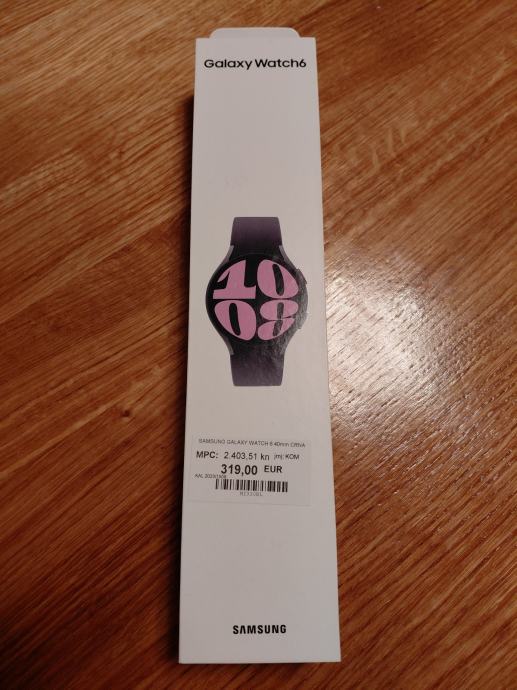 Galaxy Watch6
10
08
SAMSUNG GALAXY WATCH 6 40mm CRNA
MPC: 2.403,51 kn jmj: KOM
319,00 EUR
SAMSUNG